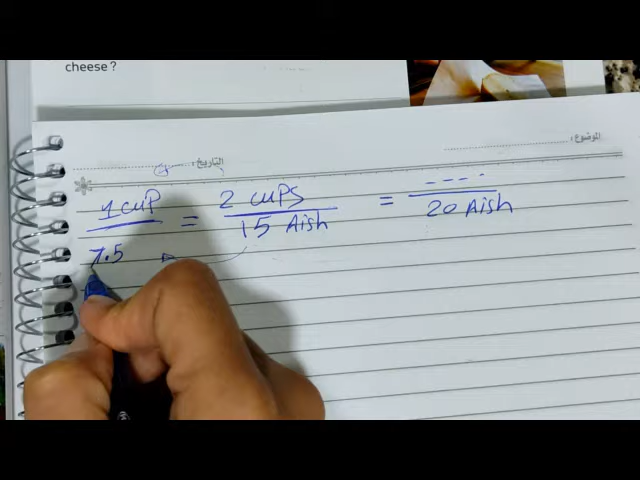 cheese?
التاريخ:
الموضوع:
1 cup = 2 cups = ----
7.5 15 Aish 20 Aish